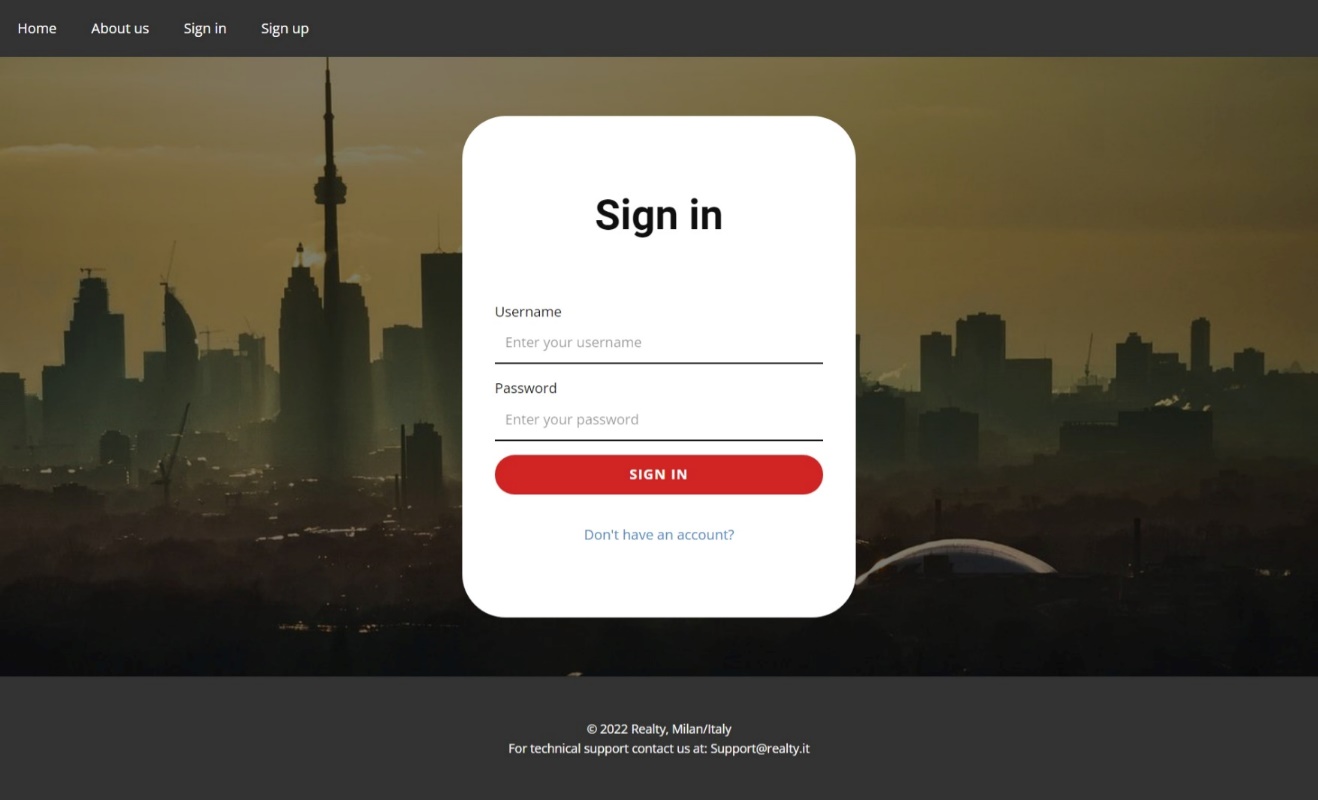 Home About us Sign in Sign up
Sign in
Username
Enter your username
Password
Enter your password
SIGN IN
Don't have an account?
© 2022 Realty, Milan/Italy
For technical support contact us at: Support@realty.it